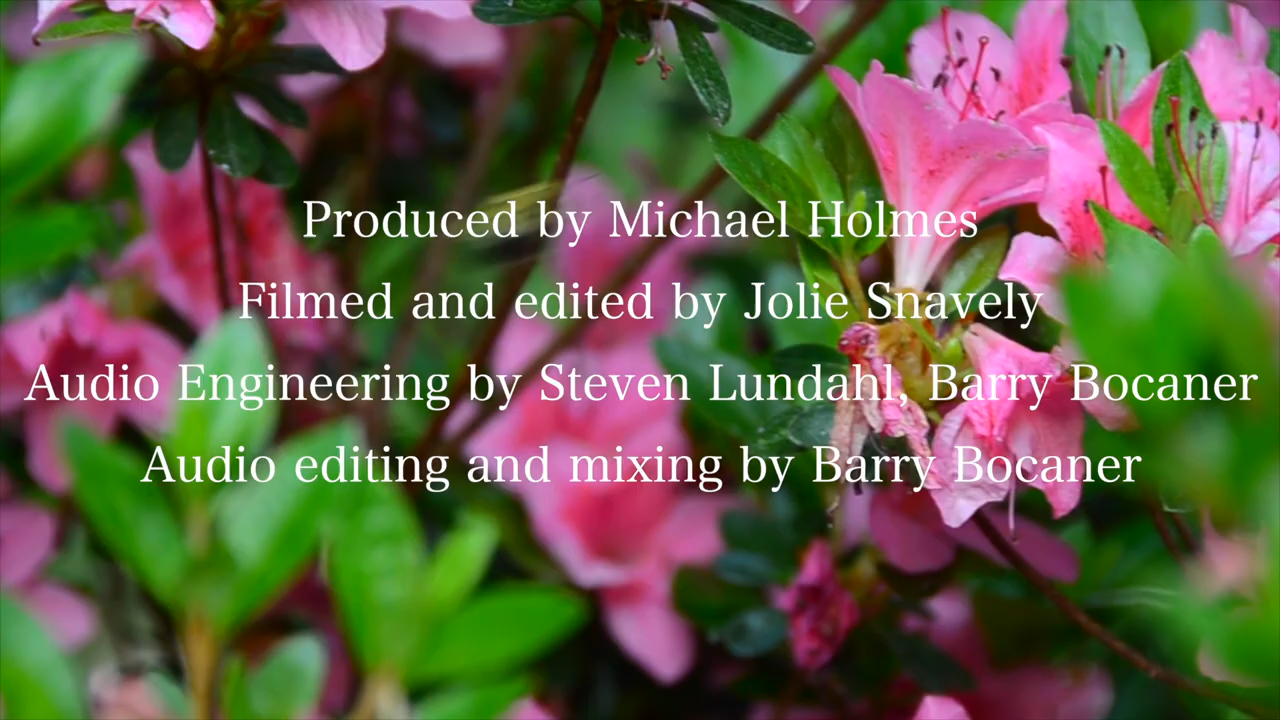 Produced by Michael Holmes
Filmed and edited by Jolie Snavely
Audio Engineering by Steven Lundahl, Barry Bocaner
Audio editing and mixing by Barry Bocaner